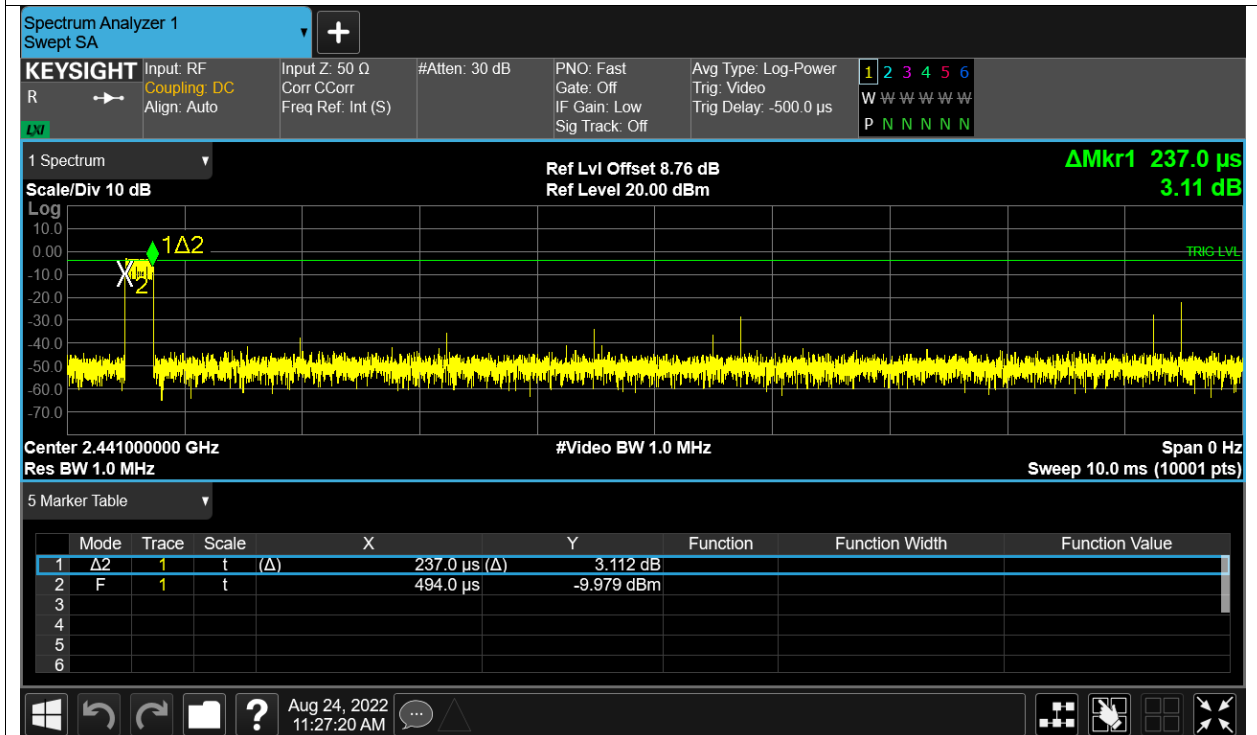 Spectrum Analyzer 1
Swept SA
KEYSIGHT Input: RF Input Z: 50 Ω #Atten: 30 dB PNO: Fast Avg Type: Log-Power 1 2 3 4 5 6
R Coupling: DC Corr CCorr Gate: Off Trig: Video W W W W W W
Align: Auto Freq Ref: Int (S) IF Gain: Low Trig Delay: -500.0 µs P N N N N N
LXI Sig Track: Off
1 Spectrum Ref Lvl Offset 8.76 dB ΔMkr1 237.0 µs
Scale/Div 10 dB Ref Level 20.00 dBm 3.11 dB
Log
10.0
1Δ2
0.00 TRIG LVL
-10.0 X 2
-20.0
-30.0
-40.0
-50.0
-60.0
-70.0
Center 2.441000000 GHz #Video BW 1.0 MHz Span 0 Hz
Res BW 1.0 MHz Sweep 10.0 ms (10001 pts)
5 Marker Table
Mode Trace Scale X Y Function Function Width Function Value
1 Δ2 1 t (Δ) 237.0 µs (Δ) 3.112 dB
2 F 1 t 494.0 µs -9.979 dBm
3
4
5
6
? Aug 24, 2022
11:27:20 AM